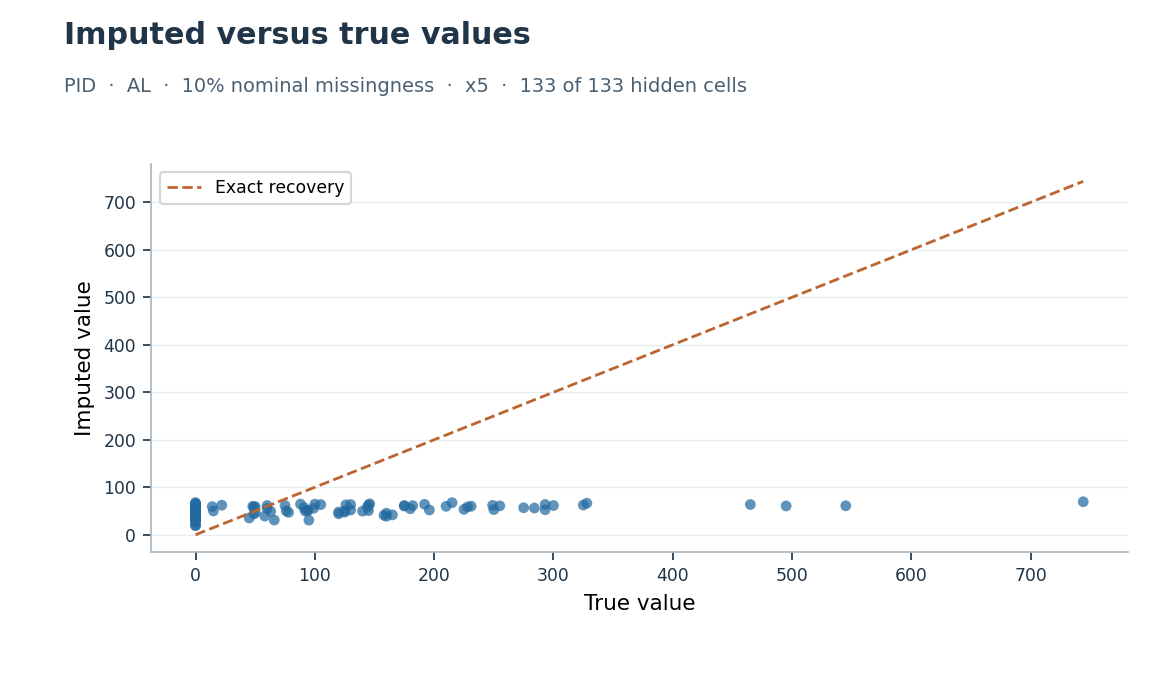 Imputed versus true values
PID · AL · 10% nominal missingness · x5 · 133 of 133 hidden cells
Exact recovery
700
600
500
400
300
200
100
0
Imputed value
0 100 200 300 400 500 600 700
True value